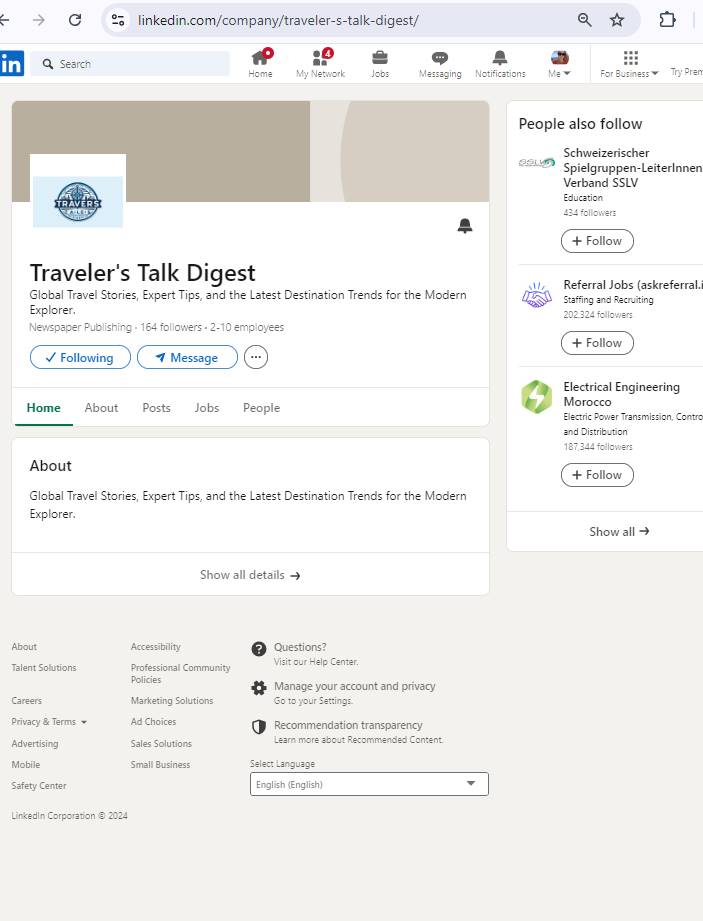 linkedin.com/company/traveler-s-talk-digest/
in
Search
Home
4
My Network
Jobs
Messaging
Notifications
Me
For Business
Try Prem
TRAVERS
Traveler's Talk Digest
Global Travel Stories, Expert Tips, and the Latest Destination Trends for the Modern
Explorer.
Newspaper Publishing · 164 followers · 2-10 employees
Following
Message
Home
About
Posts
Jobs
People
About
Global Travel Stories, Expert Tips, and the Latest Destination Trends for the Modern
Explorer.
Show all details →
People also follow
SSLV
Schweizerischer
Spielgruppen-LeiterInnen
Verband SSLV
Education
434 followers
+ Follow
Referral Jobs (askreferral.i
Staffing and Recruiting
202,324 followers
+ Follow
Electrical Engineering
Morocco
Electric Power Transmission, Contro
and Distribution
187,344 followers
+ Follow
Show all →
About
Talent Solutions
Careers
Privacy & Terms
Advertising
Mobile
Safety Center
Accessibility
Professional Community
Policies
Marketing Solutions
Ad Choices
Sales Solutions
Small Business
Questions?
Visit our Help Center.
Manage your account and privacy
Go to your Settings.
Recommendation transparency
Learn more about Recommended Content.
Select Language
English (English)
LinkedIn Corporation © 2024